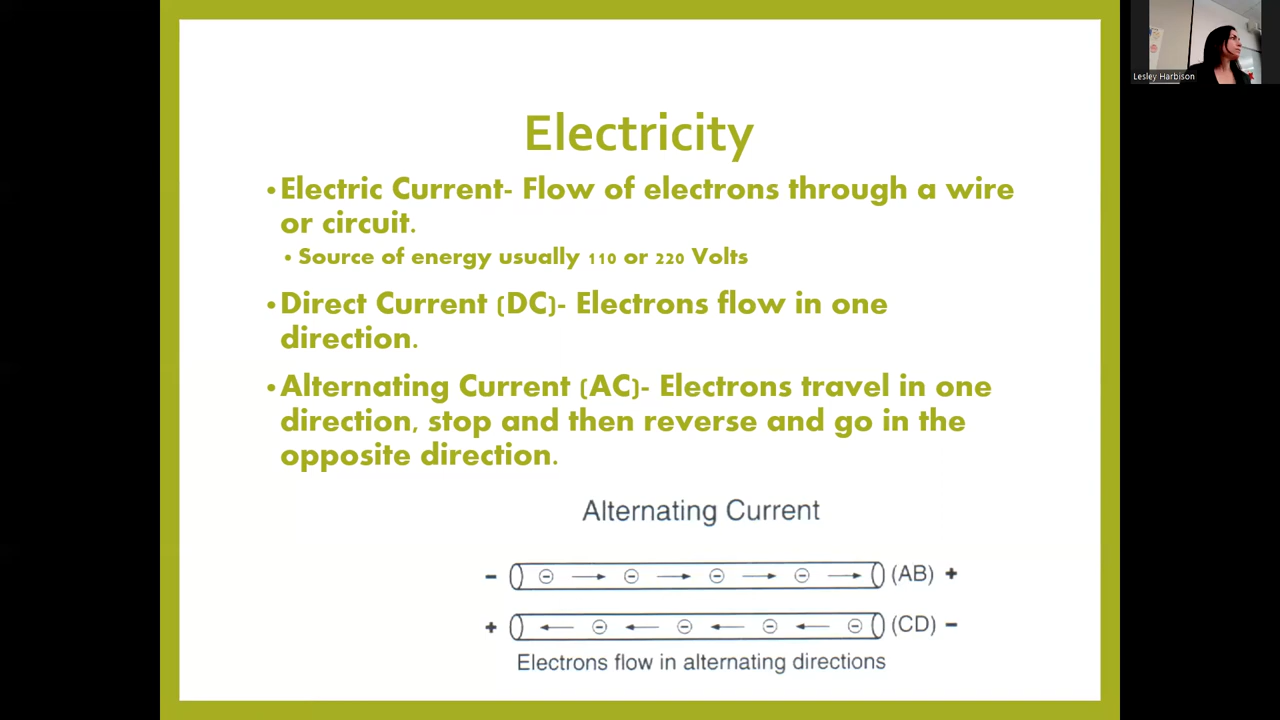 Electricity
• Electric Current- Flow of electrons through a wire
or circuit.
• Source of energy usually 110 or 220 Volts
• Direct Current (DC)- Electrons flow in one
direction.
• Alternating Current (AC)- Electrons travel in one
direction, stop and then reverse and go in the
opposite direction.
Alternating Current
- ⊖ → ⊖ → ⊖ → ⊖ → (AB) +
+ ← ⊖ ← ⊖ ← ⊖ ← ⊖ (CD) -
Electrons flow in alternating directions
Lesley Harbison